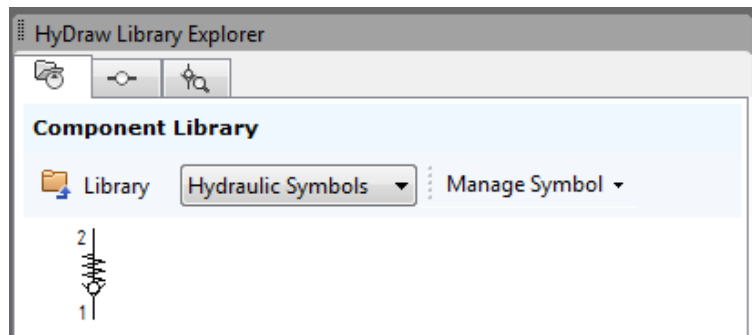 HyDraw Library Explorer
Component Library
Library Hydraulic Symbols Manage Symbol
2
1